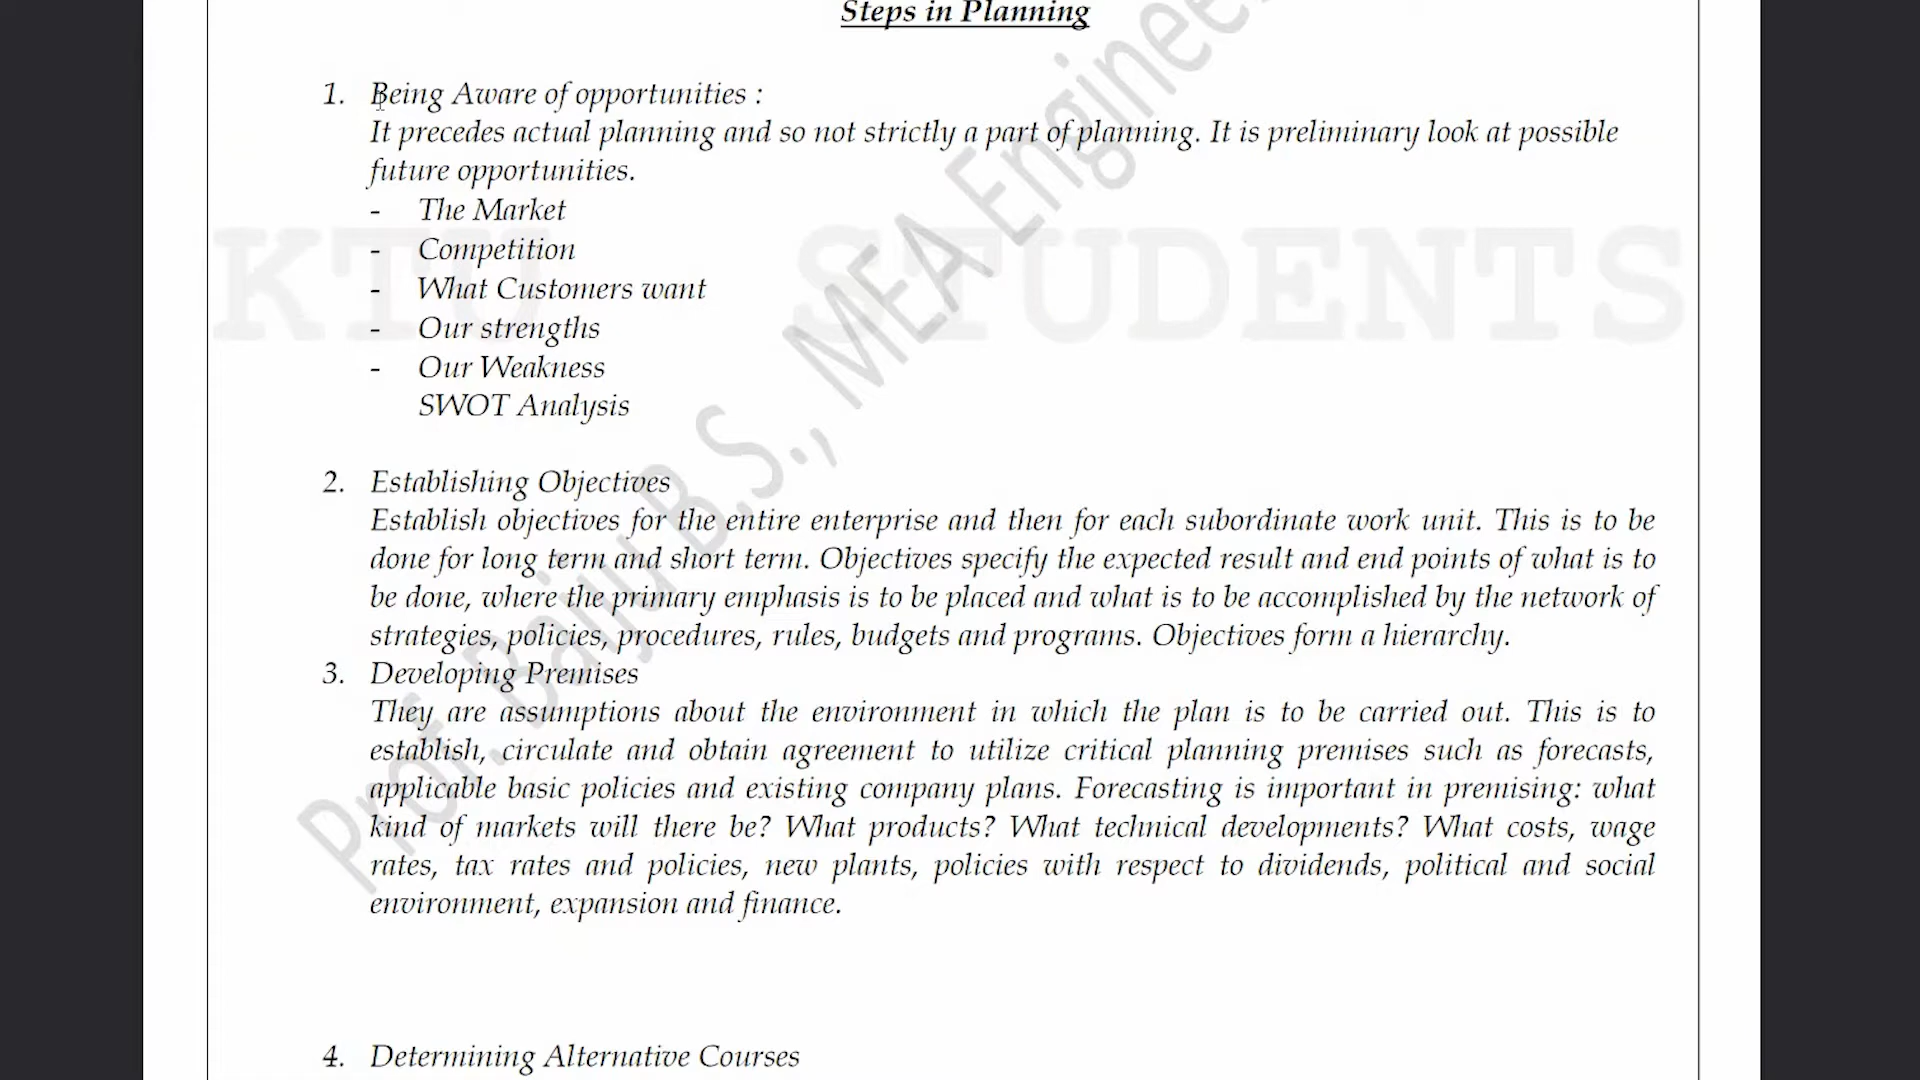 Steps in Planning
1. Being Aware of opportunities :
It precedes actual planning and so not strictly a part of planning. It is preliminary look at possible
future opportunities.
- The Market
- Competition
- What Customers want
- Our strengths
- Our Weakness
SWOT Analysis
KTU STUDENTS
2. Establishing Objectives
Establish objectives for the entire enterprise and then for each subordinate work unit. This is to be
done for long term and short term. Objectives specify the expected result and end points of what is to
be done, where the primary emphasis is to be placed and what is to be accomplished by the network of
strategies, policies, procedures, rules, budgets and programs. Objectives form a hierarchy.
3. Developing Premises
They are assumptions about the environment in which the plan is to be carried out. This is to
establish, circulate and obtain agreement to utilize critical planning premises such as forecasts,
applicable basic policies and existing company plans. Forecasting is important in premising: what
kind of markets will there be? What products? What technical developments? What costs, wage
rates, tax rates and policies, new plants, policies with respect to dividends, political and social
environment, expansion and finance.
4. Determining Alternative Courses
Prof. Baiju B.S., MEA Enginee